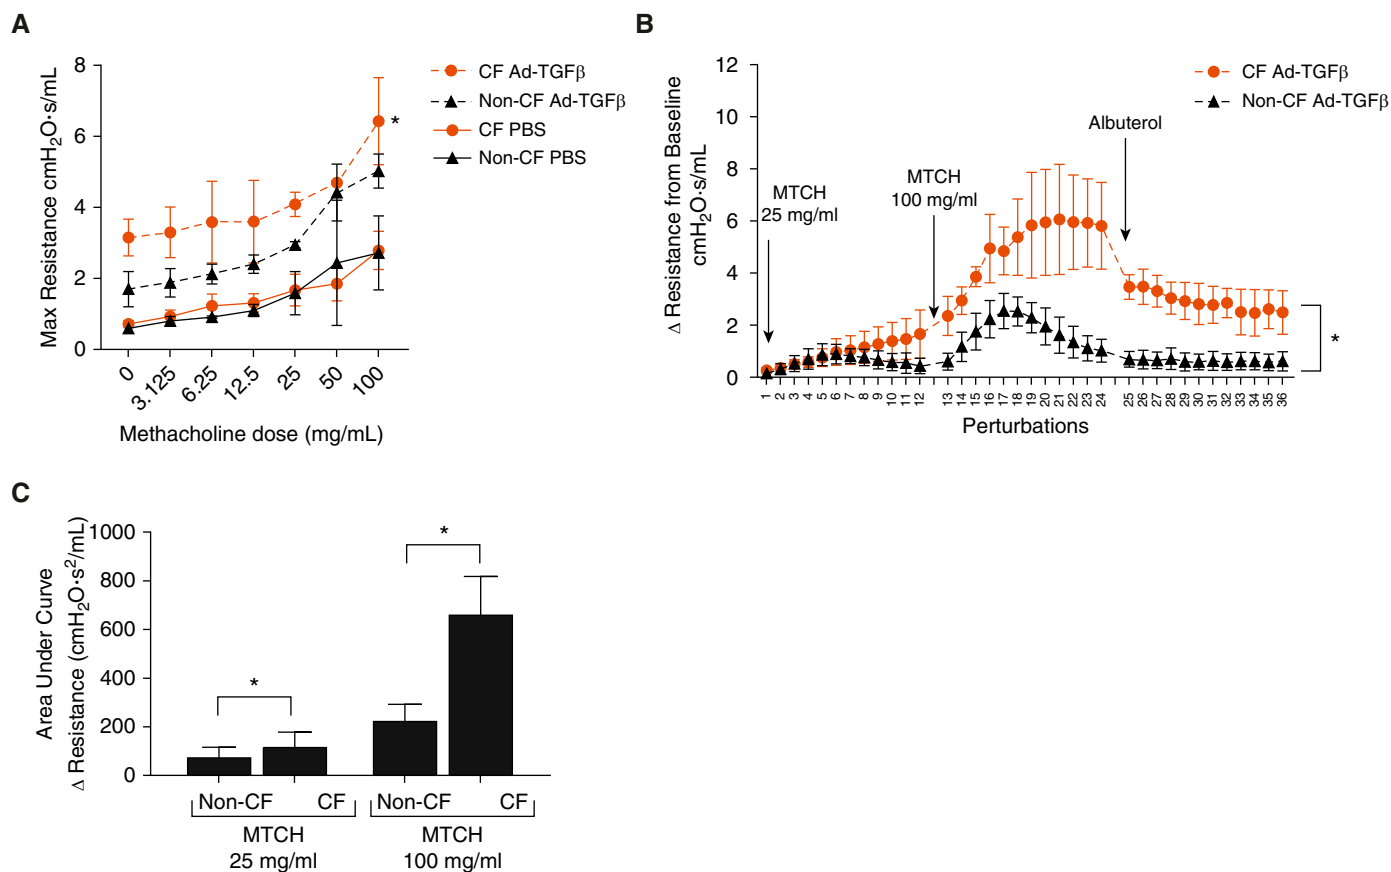 A
Max Resistance cmH₂O·s/mL
8
6
4
2
0
0
3.125
6.25
12.5
25
50
100
Methacholine dose (mg/mL)
*
CF Ad-TGFβ
Non-CF Ad-TGFβ
CF PBS
Non-CF PBS
B
Δ Resistance from Baseline
cmH₂O·s/mL
12
10
8
6
4
2
0
MTCH
25 mg/ml
MTCH
100 mg/ml
Albuterol
CF Ad-TGFβ
Non-CF Ad-TGFβ
*
1 2 3 4 5 6 7 8 9 10 11 12 13 14 15 16 17 18 19 20 21 22 23 24 25 26 27 28 29 30 31 32 33 34 35 36
Perturbations
C
Area Under Curve
Δ Resistance (cmH₂O·s²/mL)
1000
800
600
400
200
0
*
*
Non-CF CF Non-CF CF
MTCH
25 mg/ml
MTCH
100 mg/ml